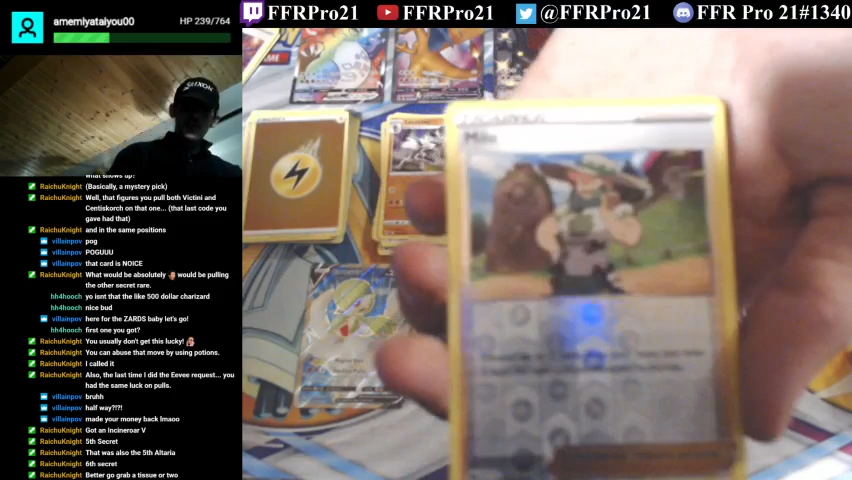 FFRPro21 FFRPro21 @FFRPro21 FFR Pro 21#1340
amemiyataiyou00 HP 239/764
what shows up?
RaichuKnight (Basically, a mystery pick)
RaichuKnight Well, that figures you pull both Victini and
Centiskorch on that one... (that last code you
gave had that)
RaichuKnight and in the same positions
villainpov pog
villainpov POGUUU
villainpov that card is NOICE
RaichuKnight What would be absolutely would be pulling
the other secret rare.
hh4hooch yo isnt that the like 500 dollar charizard
hh4hooch nice bud
villainpov here for the ZARDS baby let's go!
hh4hooch first one you got?
RaichuKnight You usually don't get this lucky!
RaichuKnight You can abuse that move by using potions.
RaichuKnight I called it
RaichuKnight Also, the last time I did the Eevee request... you
had the same luck on pulls.
villainpov bruhh
villainpov half way?!?!
villainpov made your money back lmaoo
RaichuKnight Got an Incineroar V
RaichuKnight 5th Secret
RaichuKnight That was also the 5th Altaria
RaichuKnight 6th secret
RaichuKnight Better go grab a tissue or two
Milo